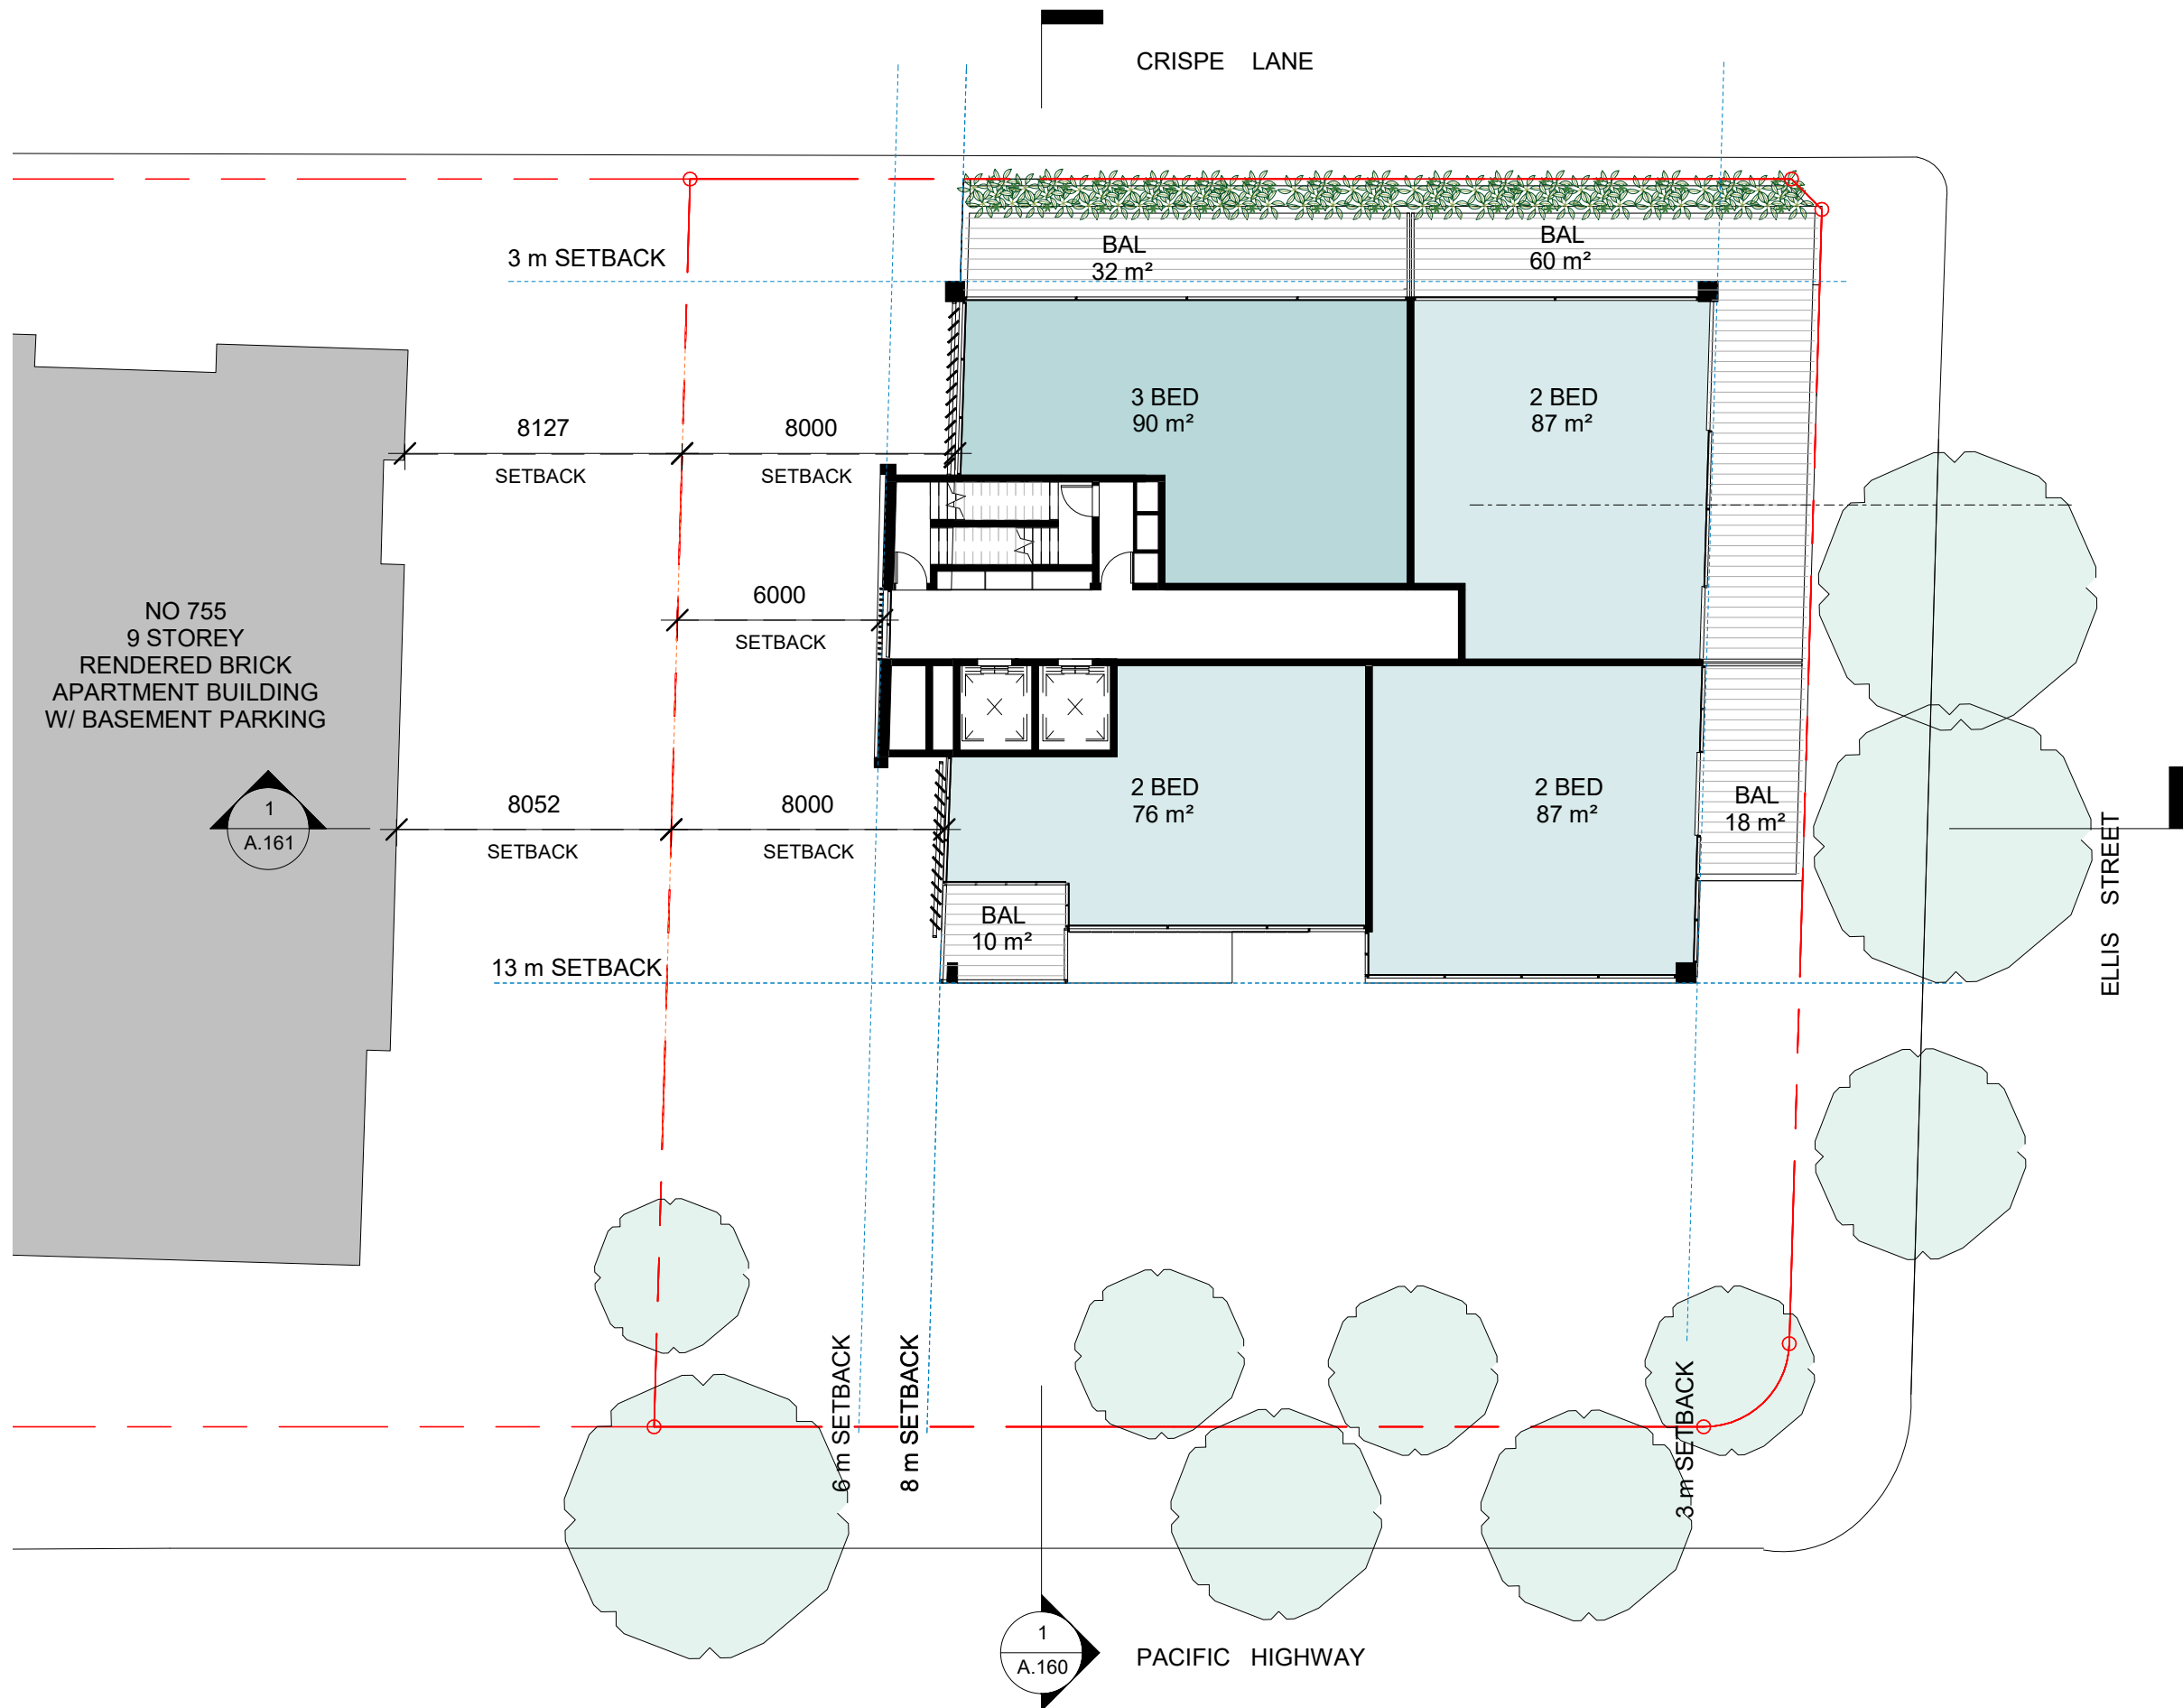 CRISPE LANE
3 m SETBACK
BAL
32 m²
BAL
60 m²
3 BED
90 m²
2 BED
87 m²
8127
SETBACK
8000
SETBACK
6000
SETBACK
NO 755
9 STOREY
RENDERED BRICK
APARTMENT BUILDING
W/ BASEMENT PARKING
1
A.161
8052
SETBACK
8000
SETBACK
2 BED
76 m²
2 BED
87 m²
BAL
18 m²
BAL
10 m²
13 m SETBACK
ELLIS STREET
6 m SETBACK
8 m SETBACK
3 m SETBACK
1
A.160
PACIFIC HIGHWAY